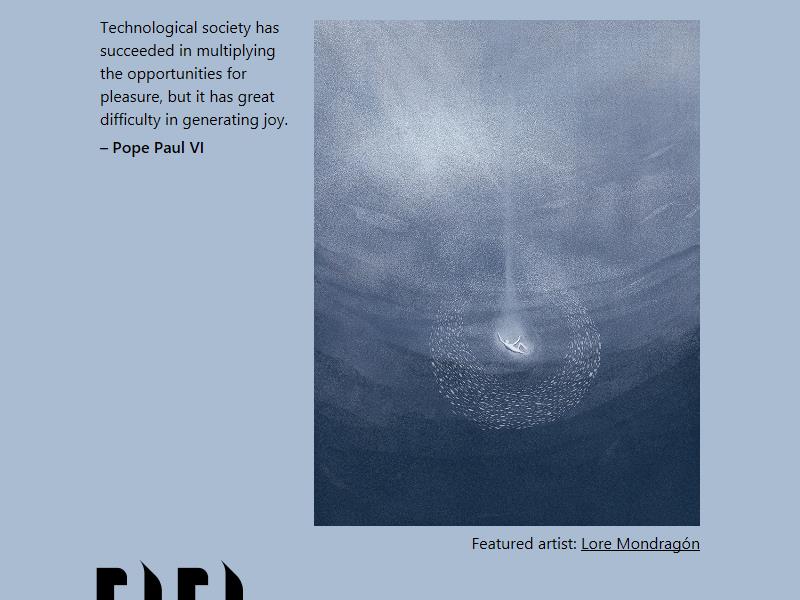 Technological society has
succeeded in multiplying
the opportunities for
pleasure, but it has great
difficulty in generating joy.
– Pope Paul VI
Featured artist: Lore Mondragón